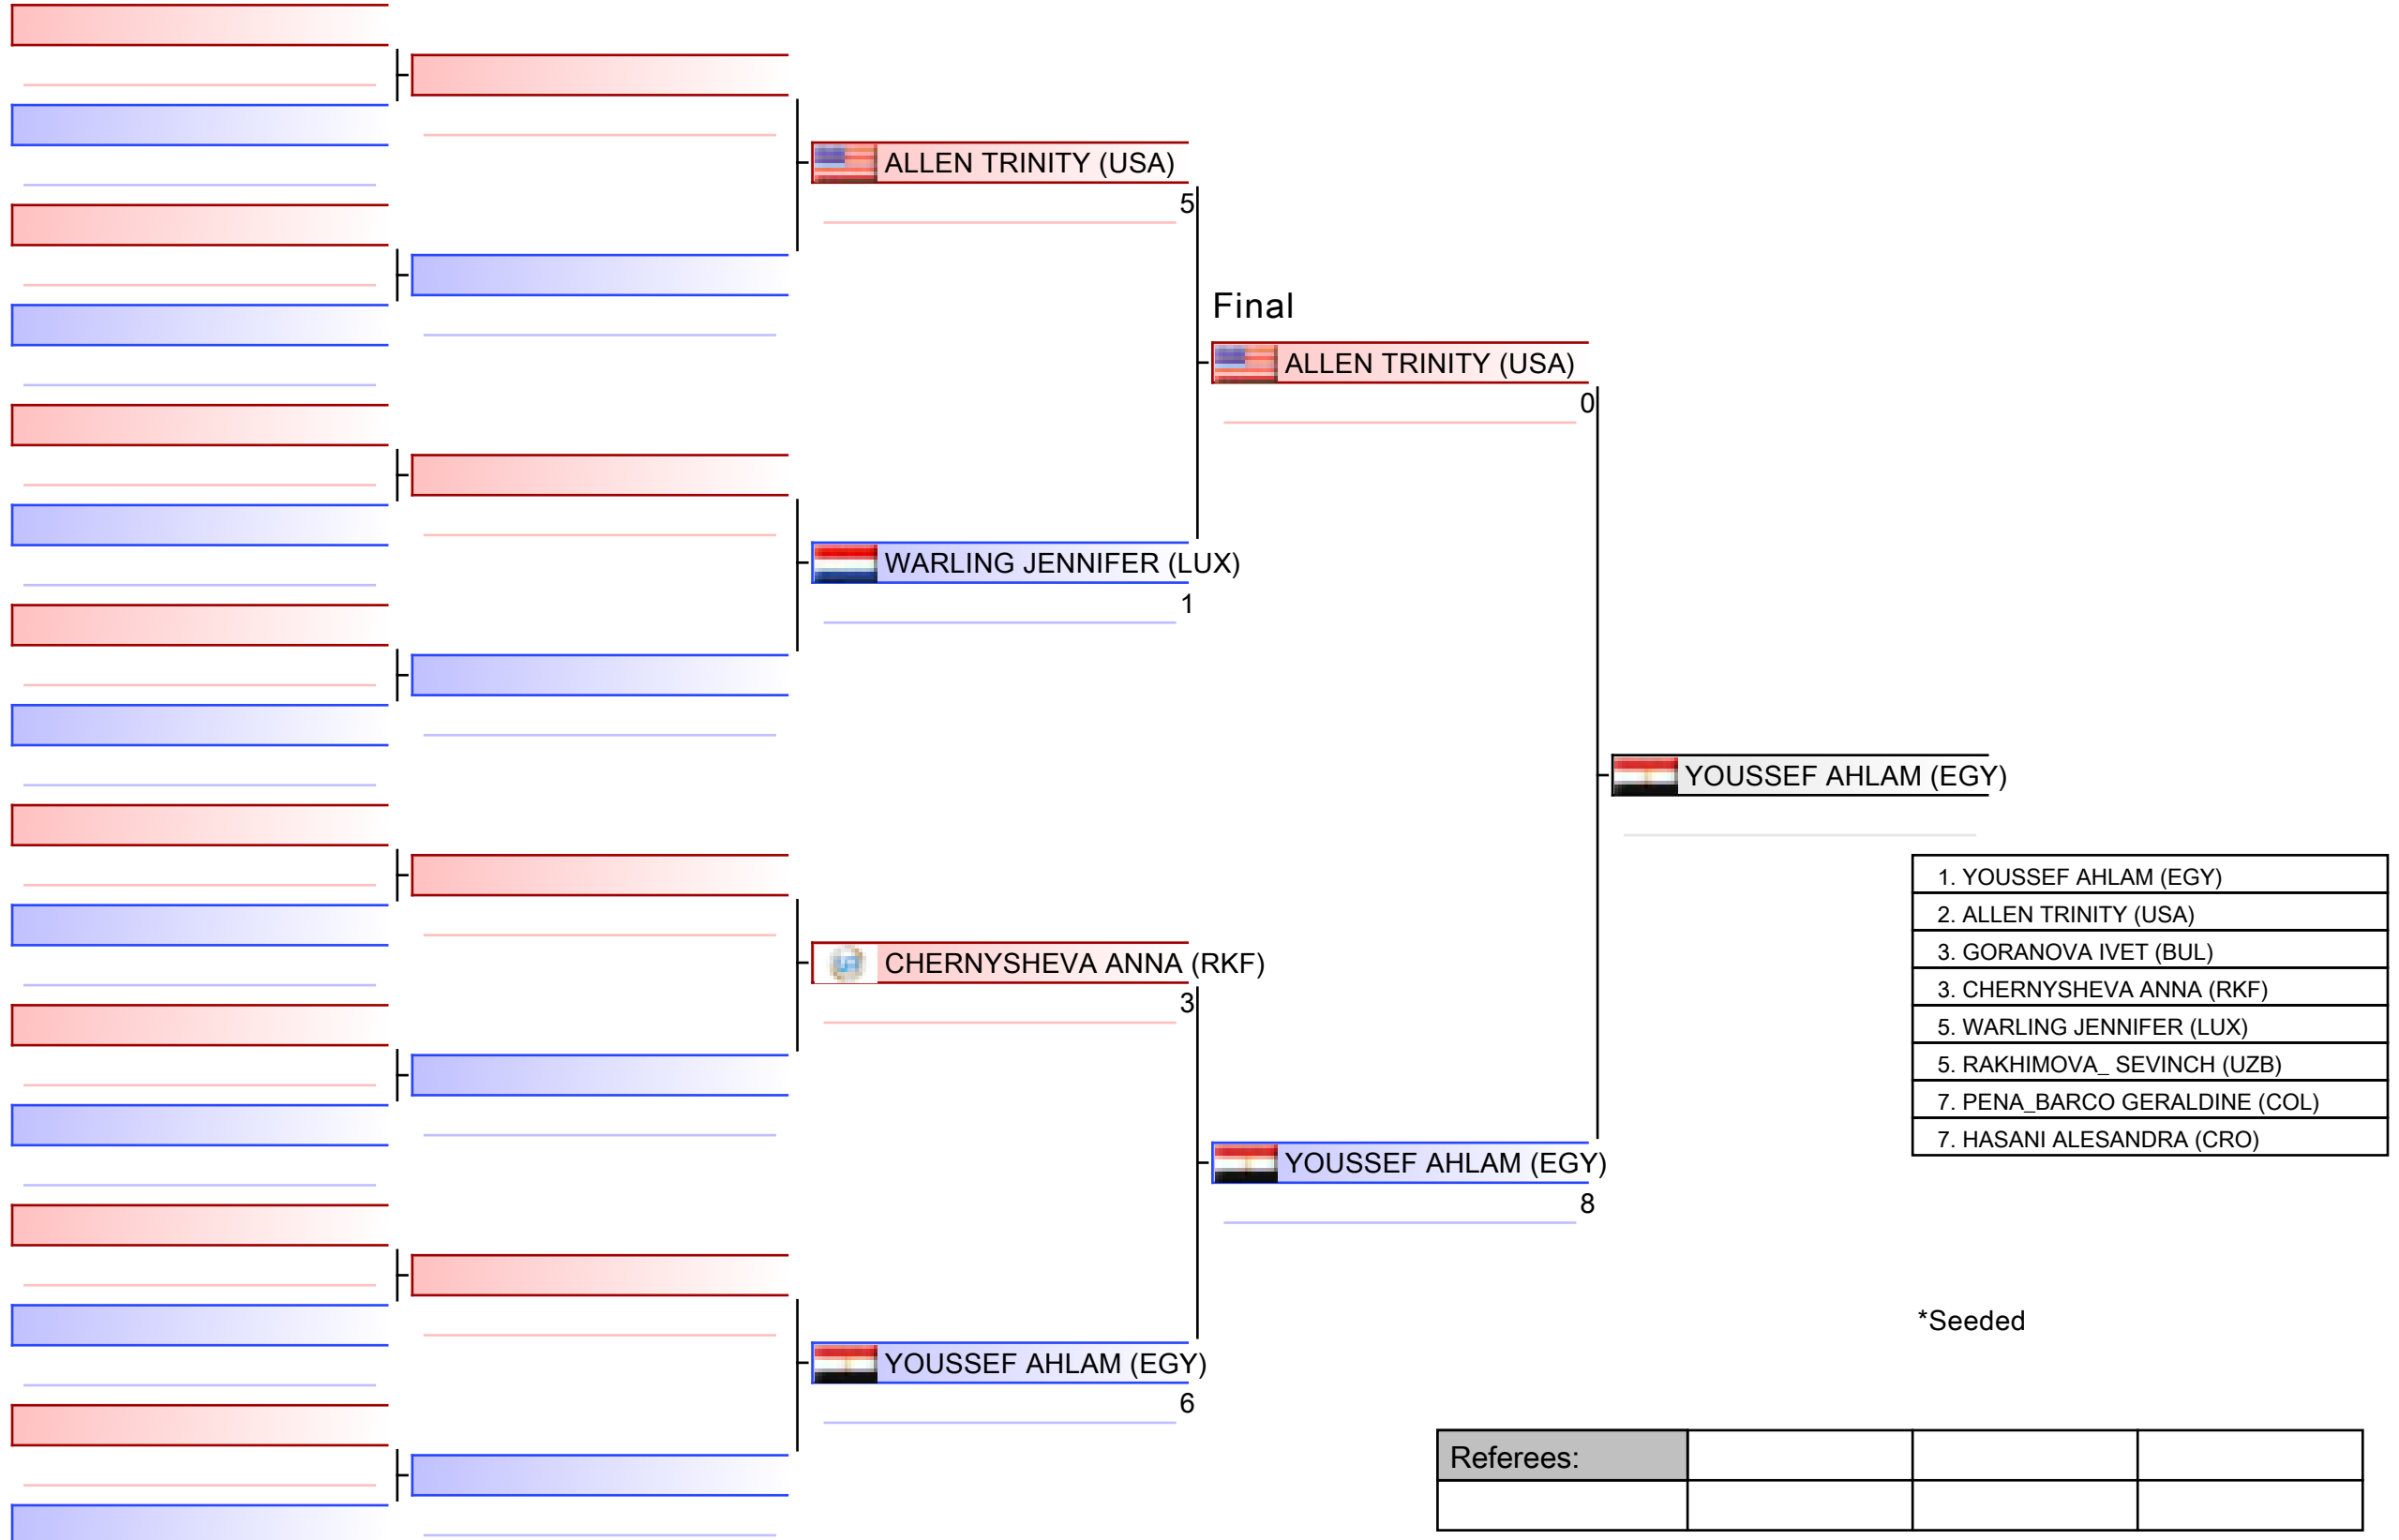 ALLEN TRINITY (USA)
5
Final
ALLEN TRINITY (USA)
0
WARLING JENNIFER (LUX)
1
YOUSSEF AHLAM (EGY)
CHERNYSHEVA ANNA (RKF)
3
YOUSSEF AHLAM (EGY)
8
YOUSSEF AHLAM (EGY)
6
1. YOUSSEF AHLAM (EGY)
2. ALLEN TRINITY (USA)
3. GORANOVA IVET (BUL)
3. CHERNYSHEVA ANNA (RKF)
5. WARLING JENNIFER (LUX)
5. RAKHIMOVA_ SEVINCH (UZB)
7. PENA_BARCO GERALDINE (COL)
7. HASANI ALESANDRA (CRO)
*Seeded
Referees: